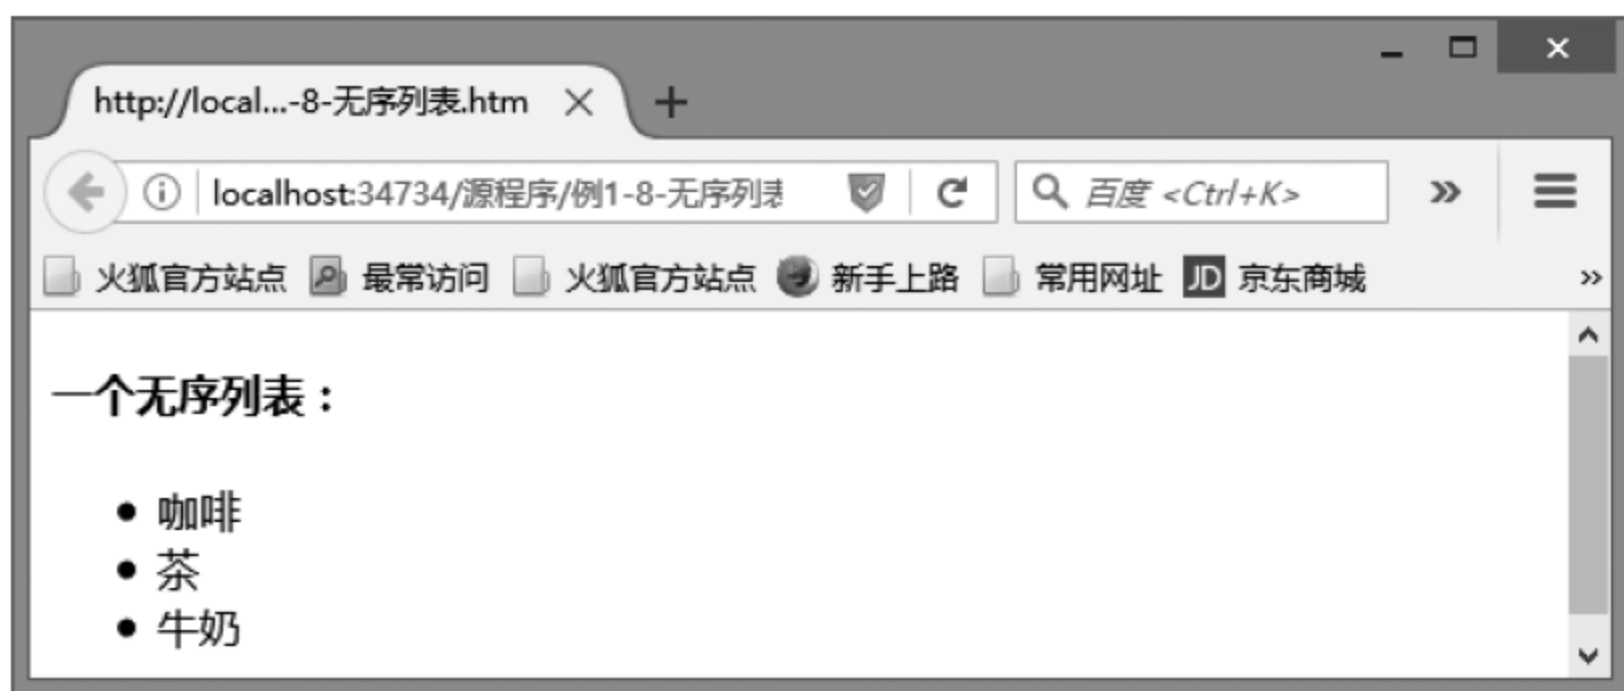 http://local...-8-无序列表.htm
localhost:34734/源程序/例1-8-无序列表 百度 <Ctrl+K>
火狐官方站点 最常访问 火狐官方站点 新手上路 常用网址 JD 京东商城
一个无序列表：
咖啡
茶
牛奶